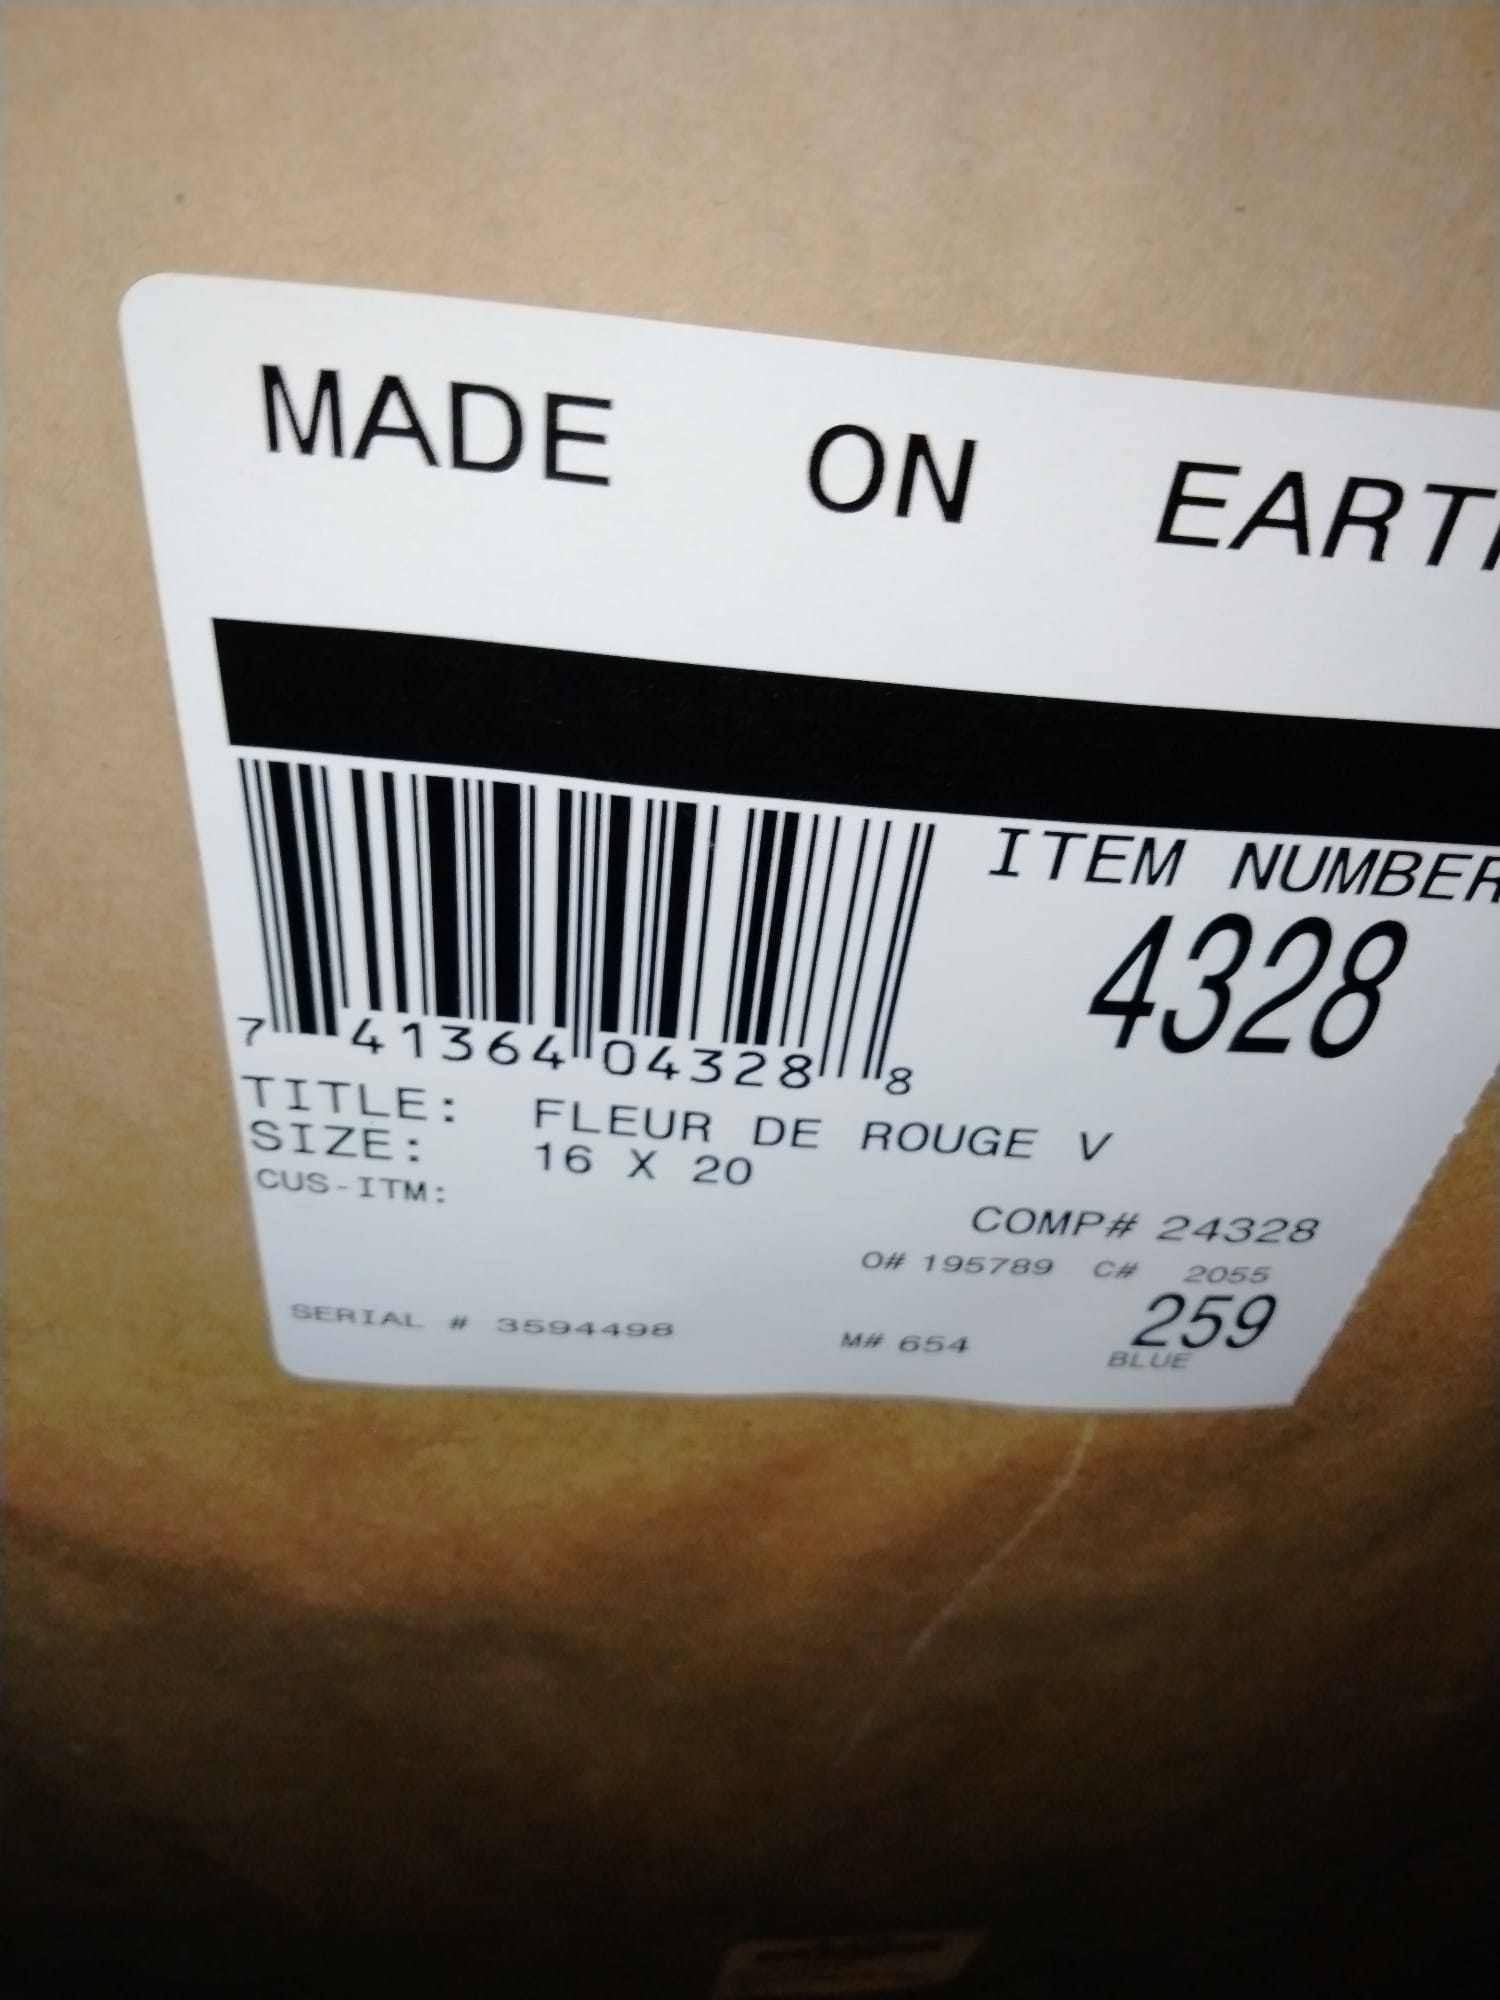 MADE ON EARTH
ITEM NUMBER
4328
7 41364 04328 8
TITLE: FLEUR DE ROUGE V
SIZE: 16 X 20
CUS-ITM:
COMP# 24328
O# 195789 C# 2055
259
SERIAL # 3594498 M# 654
BLUE